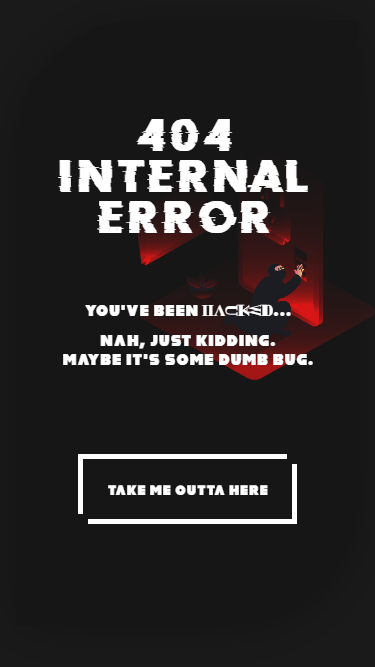 404
INTERNAL
ERROR
YOU'VE BEEN HACKED...
NAH, JUST KIDDING.
MAYBE IT'S SOME DUMB BUG.
TAKE ME OUTTA HERE